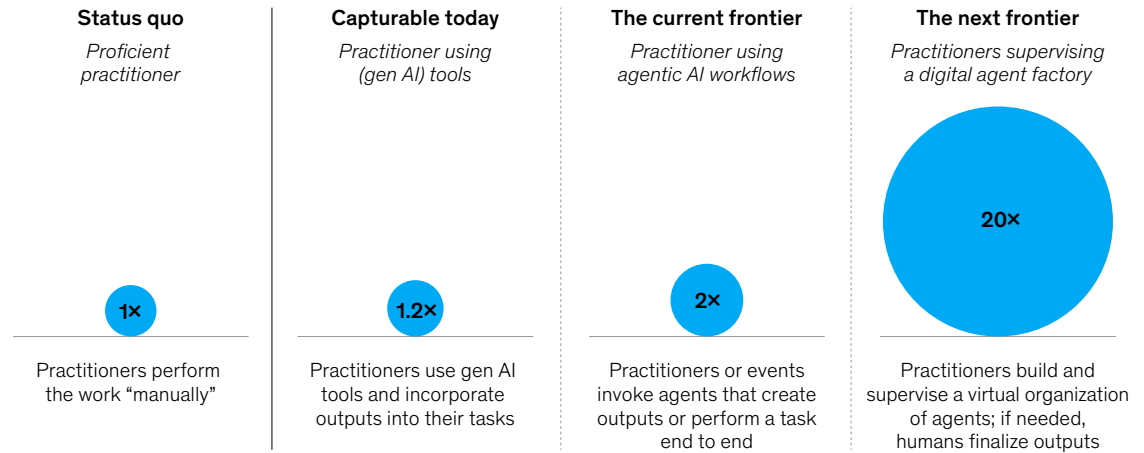 Status quo
Proficient
practitioner
1×
Practitioners perform
the work “manually”
Capturable today
Practitioner using
(gen AI) tools
1.2×
Practitioners use gen AI
tools and incorporate
outputs into their tasks
The current frontier
Practitioner using
agentic AI workflows
2×
Practitioners or events
invoke agents that create
outputs or perform a task
end to end
The next frontier
Practitioners supervising
a digital agent factory
20×
Practitioners build and
supervise a virtual organization
of agents; if needed,
humans finalize outputs